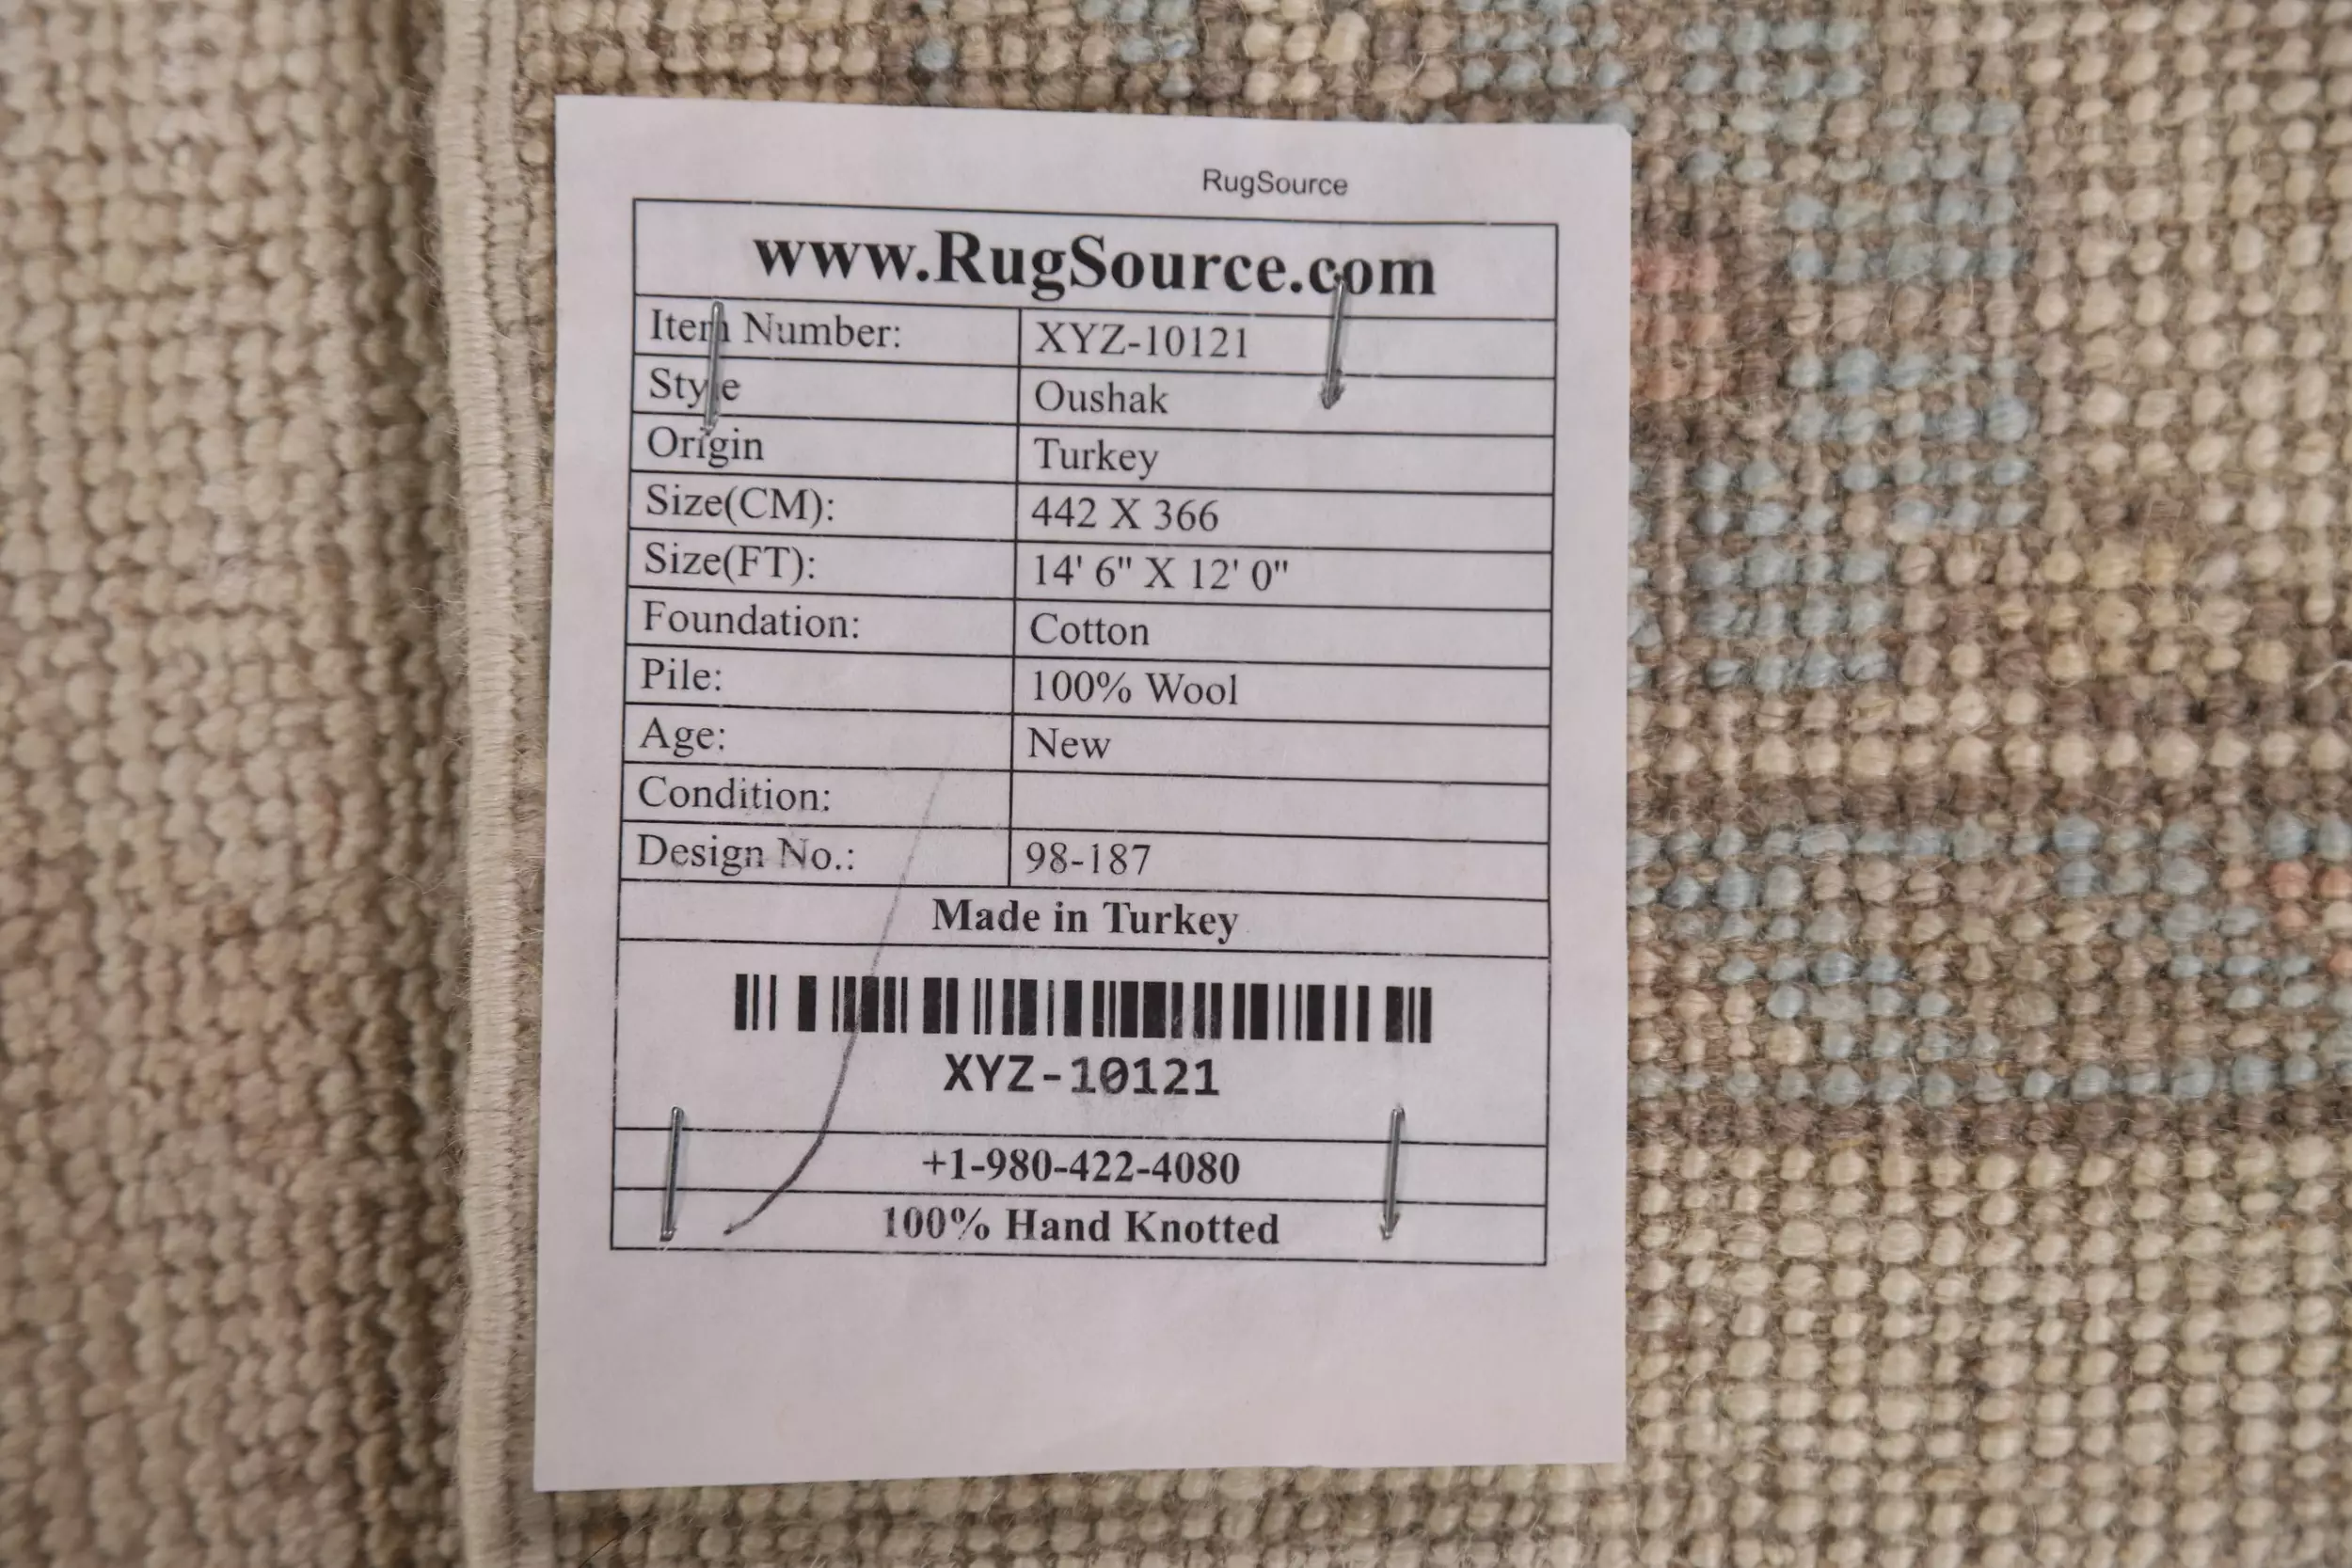 RugSource
www.RugSource.com
Item Number: XYZ-10121
Style Oushak
Origin Turkey
Size(CM): 442 X 366
Size(FT): 14' 6" X 12' 0"
Foundation: Cotton
Pile: 100% Wool
Age: New
Condition:
Design No.: 98-187
Made in Turkey
XYZ-10121
+1-980-422-4080
100% Hand Knotted